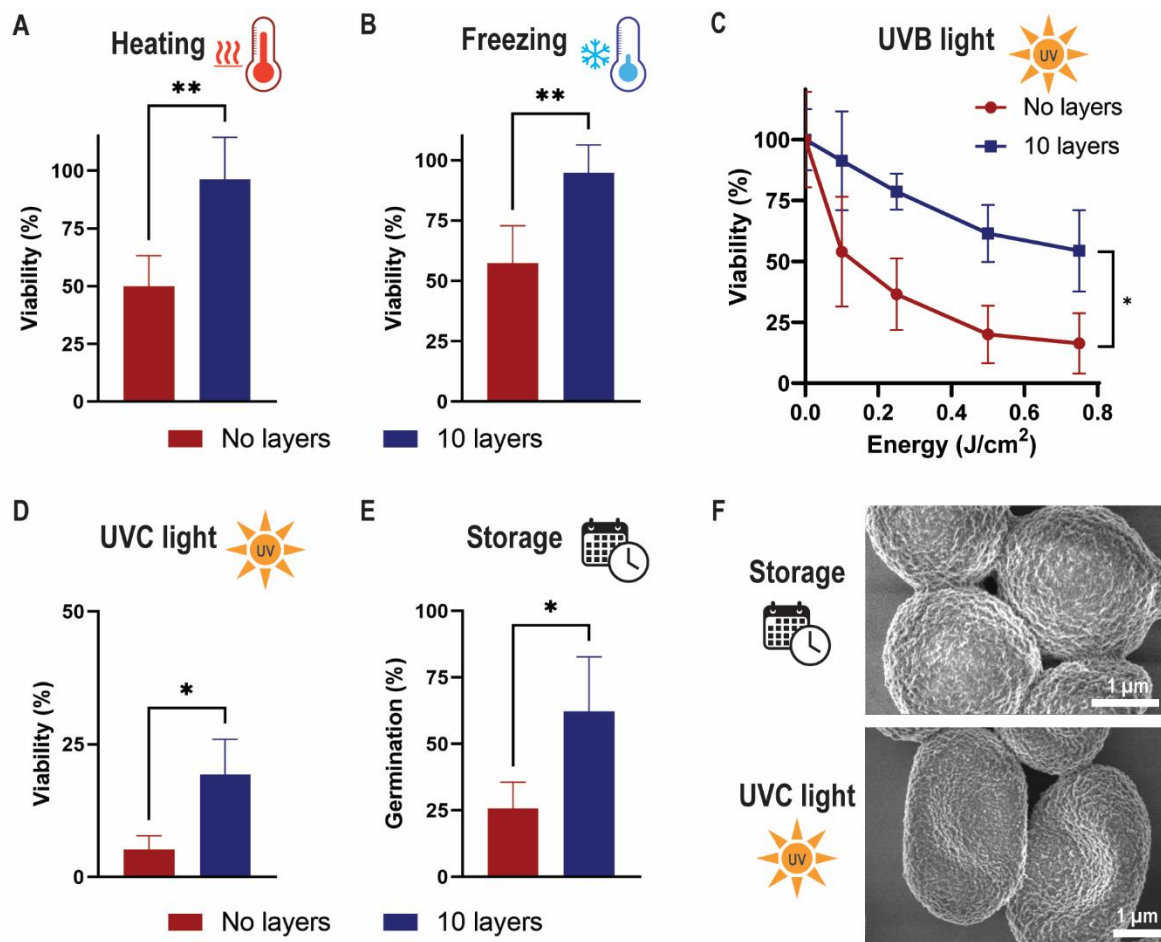 A
Heating
**
Viability (%)
100
75
50
25
0
B
Freezing
**
Viability (%)
100
75
50
25
0
No layers
10 layers
C
UVB light
UV
No layers
10 layers
Viability (%)
100
75
50
25
0
*
0.0 0.2 0.4 0.6 0.8
Energy (J/cm²)
D
UVC light
UV
Viability (%)
50
25
0
*
E
Storage
Germination (%)
100
75
50
25
0
*
No layers
10 layers
F
Storage
1 µm
UVC light
UV
1 µm